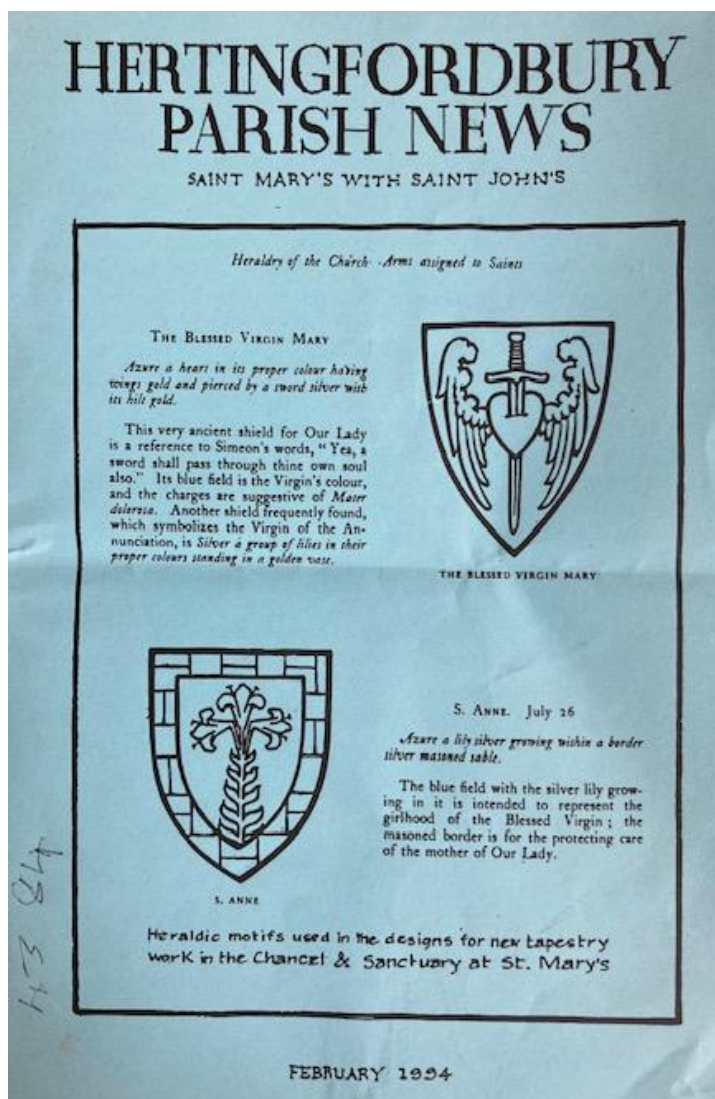 HERTINGFORDBURY
PARISH NEWS
SAINT MARY'S WITH SAINT JOHN'S
Heraldry of the Church - Arms assigned to Saints
THE BLESSED VIRGIN MARY
Azure a heart in its proper colour having
wings gold and pierced by a sword silver with
its hilt gold.
This very ancient shield for Our Lady
is a reference to Simeon's words, "Yea, a
sword shall pass through thine own soul
also." Its blue field is the Virgin's colour,
and the charges are suggestive of Mater
dolorosa. Another shield frequently found,
which symbolizes the Virgin of the An-
nunciation, is Silver a group of lilies in their
proper colours standing in a golden vase.
THE BLESSED VIRGIN MARY
S. ANNE. July 26
Azure a lily silver growing within a border
silver masoned sable.
The blue field with the silver lily grow-
ing in it is intended to represent the
girlhood of the Blessed Virgin; the
masoned border is for the protecting care
of the mother of Our Lady.
S. ANNE
Heraldic motifs used in the designs for new tapestry
work in the Chancel & Sanctuary at St. Mary's
43 84
FEBRUARY 1994